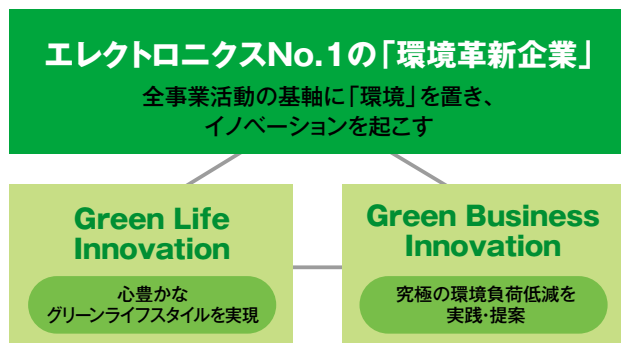 エレクトロニクスNo.1の「環境革新企業」
全事業活動の基軸に「環境」を置き、
イノベーションを起こす
Green Life
Innovation
心豊かな
グリーンライフスタイルを実現
Green Business
Innovation
究極の環境負荷低減を
実践・提案